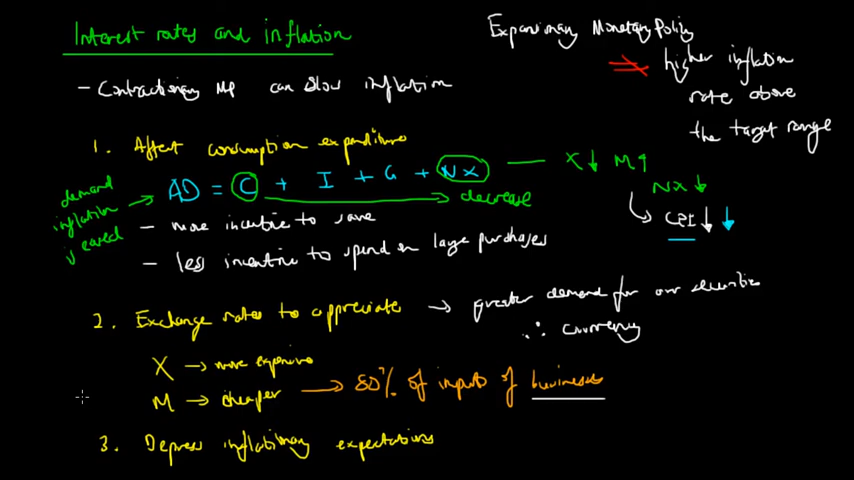 Interest rates and inflation
Expansionary Monetary Policy
⇒ higher inflation
rate above
the target range
- Contractionary MP can slow inflation
1. Affect consumption expenditure
demand
inflation
is eased
→ AD = C + I + G + NX — X↓ M↑
→ decrease
NX↓
↳ CPI↓↓
- more incentive to save
- less incentive to spend on large purchases
2. Exchange rates to appreciate → greater demand for our securities
∴ currency
X → more expensive
M → cheaper → 80% of inputs of businesses
3. Depress inflationary expectations